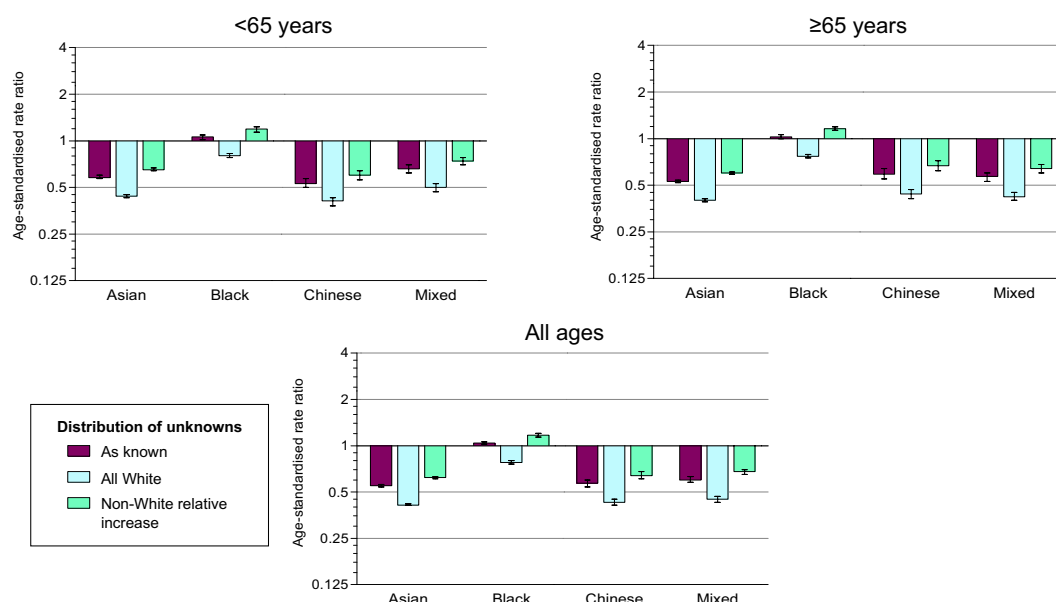 <65 years
Age-standardised rate ratio
4
2
1
0.5
0.25
0.125
Asian Black Chinese Mixed
≥65 years
Age-standardised rate ratio
4
2
1
0.5
0.25
0.125
Asian Black Chinese Mixed
All ages
Age-standardised rate ratio
4
2
1
0.5
0.25
0.125
Asian Black Chinese Mixed
Distribution of unknowns
As known
All White
Non-White relative
increase